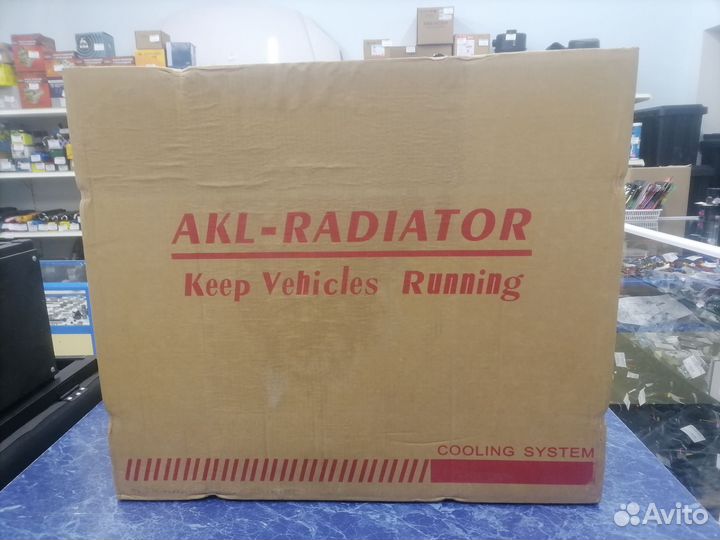 AKL-RADIATOR
Keep Vehicles Running
COOLING SYSTEM
Avito